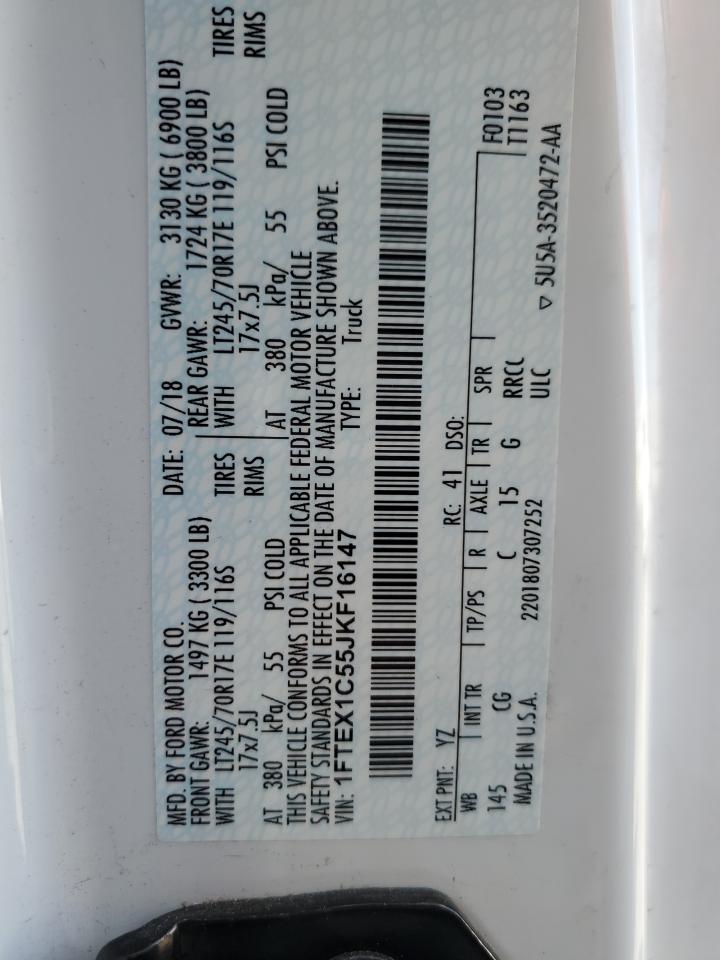 MFD. BY FORD MOTOR CO.
DATE: 07/18 GVWR: 3130 KG ( 6900 LB)
FRONT GAWR: 1497 KG ( 3300 LB) REAR GAWR: 1724 KG ( 3800 LB)
WITH LT245/70R17E 119/116S TIRES WITH LT245/70R17E 119/116S TIRES
17x7.5J RIMS 17x7.5J RIMS
AT 380 kPa/ 55 PSI COLD AT 380 kPa/ 55 PSI COLD
THIS VEHICLE CONFORMS TO ALL APPLICABLE FEDERAL MOTOR VEHICLE
SAFETY STANDARDS IN EFFECT ON THE DATE OF MANUFACTURE SHOWN ABOVE.
VIN: 1FTEX1C55JKF16147 TYPE: Truck
EXT PNT: YZ RC: 41 DSO:
WB INT TR TP/PS R AXLE TR SPR F0103
145 CG C 15 G RRCC T1163
MADE IN U.S.A. 2201807307252 ULC ▽ 5U5A-3520472-AA